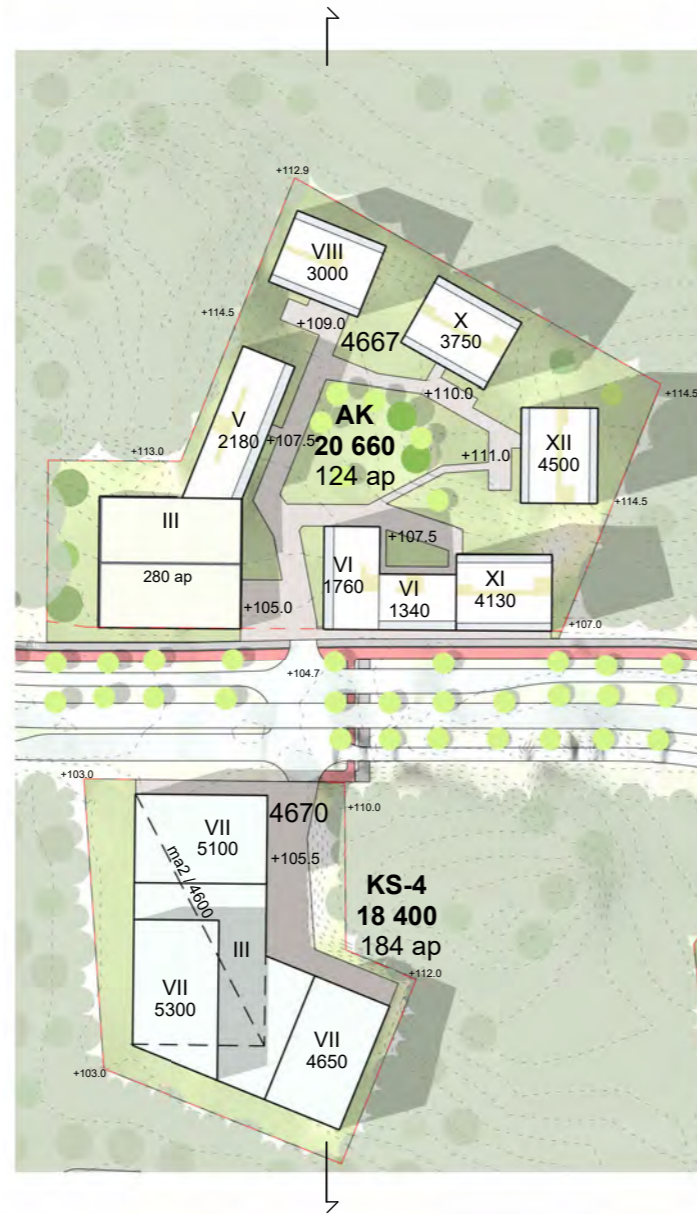 +112.9
VIII
3000
+114.5
+109.0
4667
X
3750
+114.5
+110.0
V
2180
+107.5
AK
20 660
124 ap
+111.0
XII
4500
+113.0
+114.5
III
280 ap
+107.5
VI
1760
VI
1340
XI
4130
+105.0
+107.0
+104.7
+103.0
+110.0
4670
VII
5100
+105.5
ma2 / 4600
KS-4
18 400
184 ap
III
+112.0
VII
5300
VII
4650
+103.0